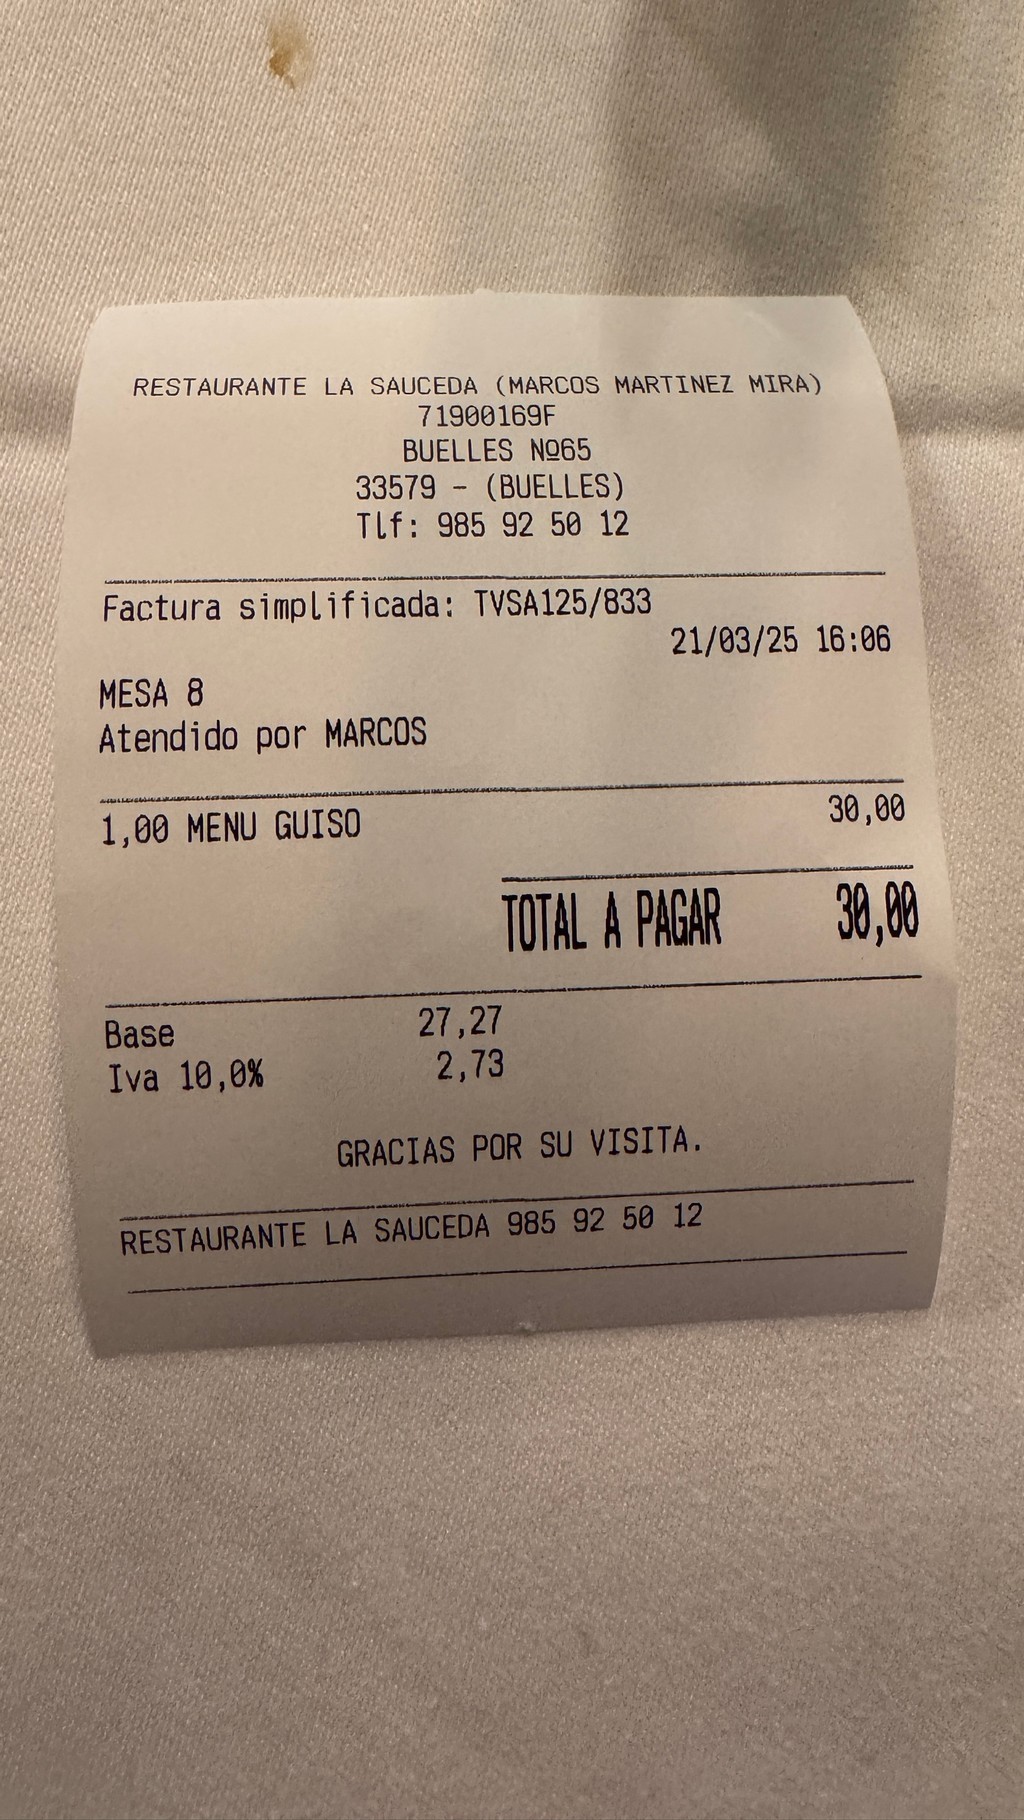 RESTAURANTE LA SAUCEDA (MARCOS MARTINEZ MIRA)
71900169F
BUELLES Nº65
33579 - (BUELLES)
Tlf: 985 92 50 12
Factura simplificada: TVSA125/833
21/03/25 16:06
MESA 8
Atendido por MARCOS
1,00 MENU GUISO 30,00
TOTAL A PAGAR 30,00
Base 27,27
Iva 10,0% 2,73
GRACIAS POR SU VISITA.
RESTAURANTE LA SAUCEDA 985 92 50 12